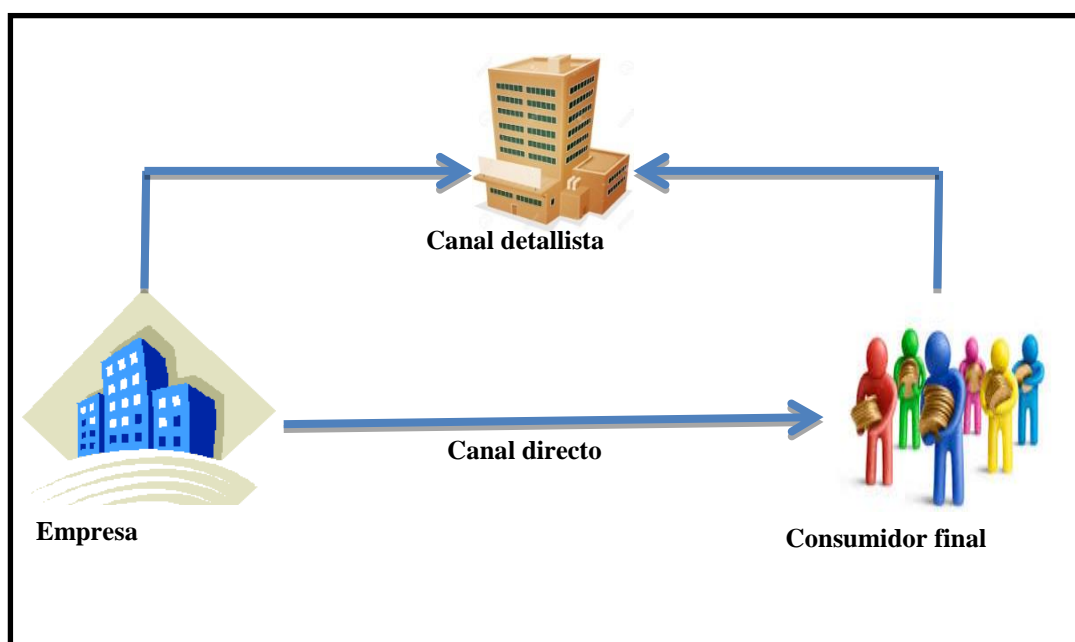 Canal detallista
Canal directo
Empresa
Consumidor final